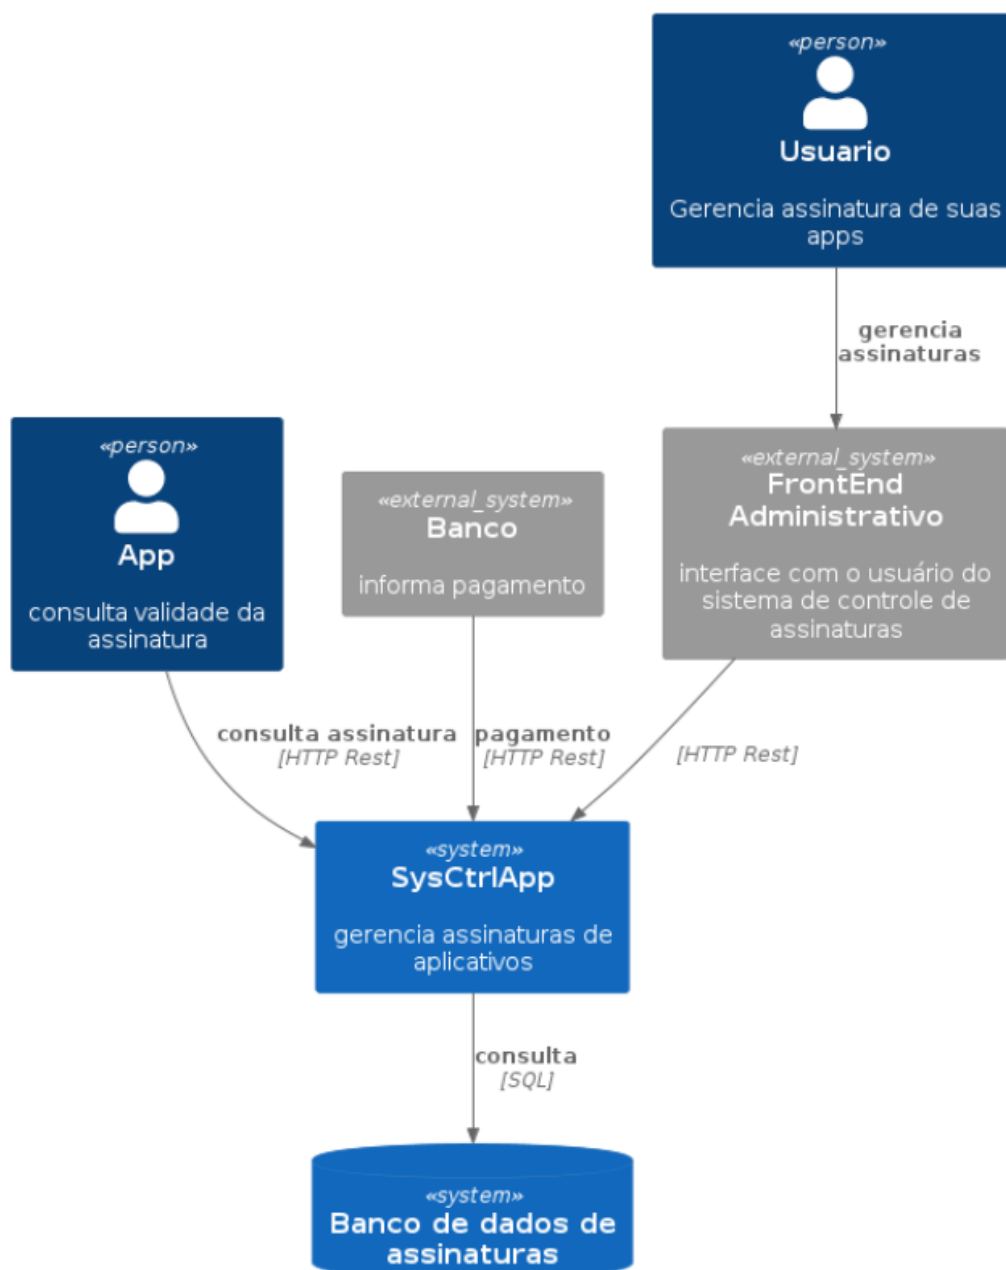 «person»
Usuario
Gerencia assinatura de suas
apps
gerencia
assinaturas
«person»
App
consulta validade da
assinatura
«external_system»
Banco
informa pagamento
«external_system»
FrontEnd
Administrativo
interface com o usuário do
sistema de controle de
assinaturas
consulta assinatura
[HTTP Rest]
pagamento
[HTTP Rest]
[HTTP Rest]
«system»
SysCtrlApp
gerencia assinaturas de
aplicativos
consulta
[SQL]
«system»
Banco de dados de
assinaturas